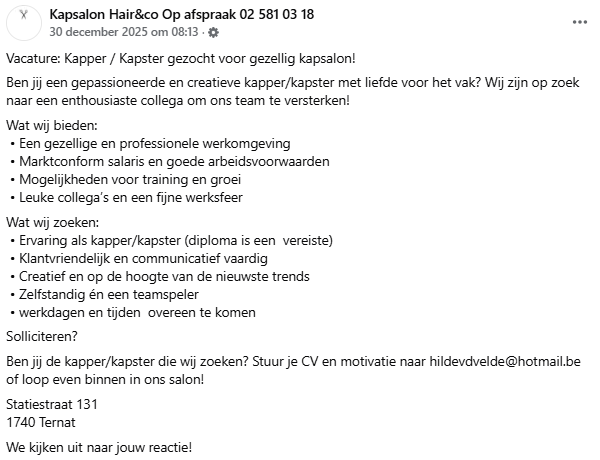 Kapsalon Hair&co Op afspraak 02 581 03 18
30 december 2025 om 08:13 ·
Vacature: Kapper / Kapster gezocht voor gezellig kapsalon!
Ben jij een gepassioneerde en creatieve kapper/kapster met liefde voor het vak? Wij zijn op zoek
naar een enthousiaste collega om ons team te versterken!
Wat wij bieden:
• Een gezellige en professionele werkomgeving
• Marktconform salaris en goede arbeidsvoorwaarden
• Mogelijkheden voor training en groei
• Leuke collega's en een fijne werksfeer
Wat wij zoeken:
• Ervaring als kapper/kapster (diploma is een  vereiste)
• Klantvriendelijk en communicatief vaardig
• Creatief en op de hoogte van de nieuwste trends
• Zelfstandig én een teamspeler
• werkdagen en tijden  overeen te komen
Solliciteren?
Ben jij de kapper/kapster die wij zoeken? Stuur je CV en motivatie naar hildevdvelde@hotmail.be
of loop even binnen in ons salon!
Statiestraat 131
1740 Ternat
We kijken uit naar jouw reactie!